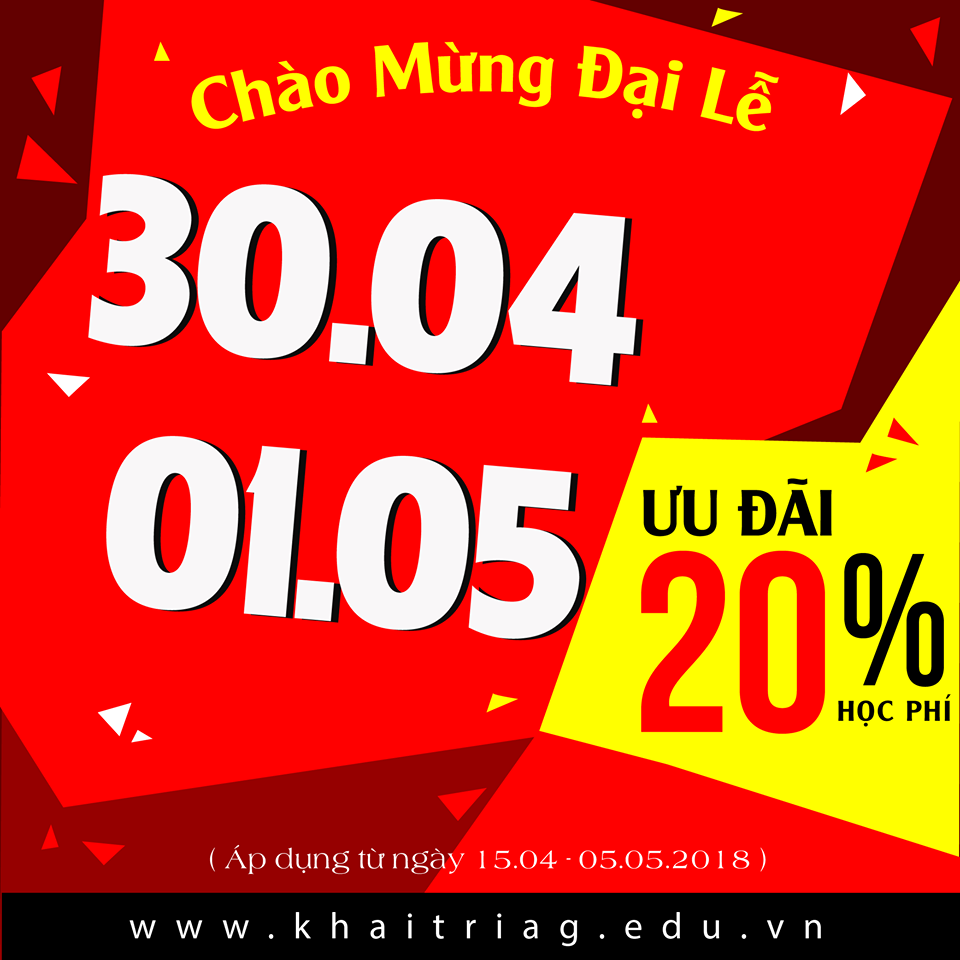 Chào Mừng Đại Lễ
30.04
01.05
ƯU ĐÃI
20%
HỌC PHÍ
( Áp dụng từ ngày 15.04 - 05.05.2018 )
www.khaitriag.edu.vn